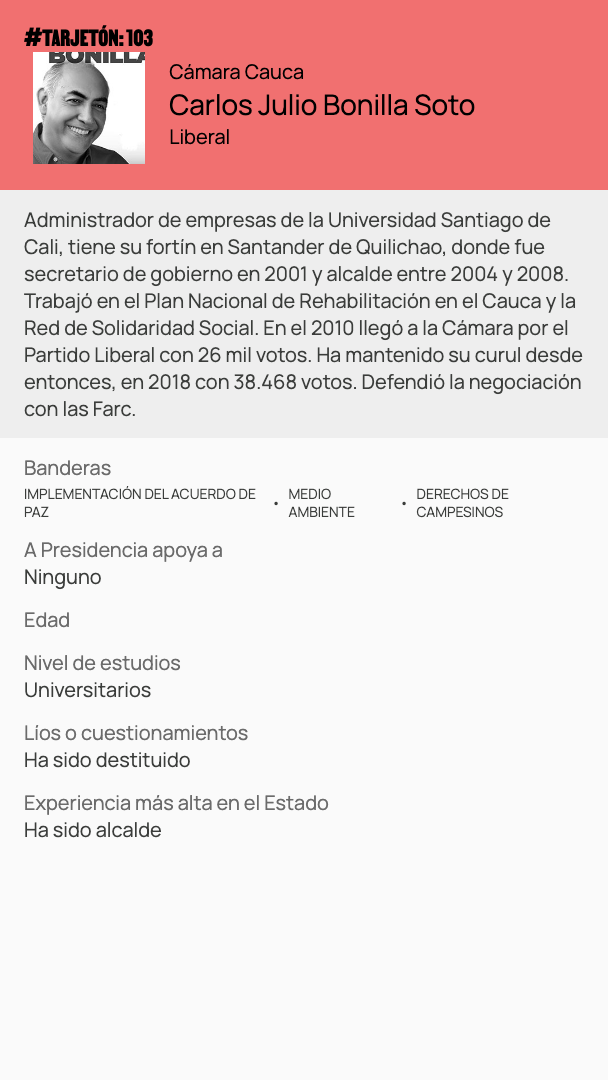 #TARJETÓN: 103
BONILLA
Cámara Cauca
Carlos Julio Bonilla Soto
Liberal
Administrador de empresas de la Universidad Santiago de
Cali, tiene su fortín en Santander de Quilichao, donde fue
secretario de gobierno en 2001 y alcalde entre 2004 y 2008.
Trabajó en el Plan Nacional de Rehabilitación en el Cauca y la
Red de Solidaridad Social. En el 2010 llegó a la Cámara por el
Partido Liberal con 26 mil votos. Ha mantenido su curul desde
entonces, en 2018 con 38.468 votos. Defendió la negociación
con las Farc.
Banderas
IMPLEMENTACIÓN DEL ACUERDO DE
PAZ
• MEDIO
AMBIENTE
• DERECHOS DE
CAMPESINOS
A Presidencia apoya a
Ninguno
Edad
Nivel de estudios
Universitarios
Líos o cuestionamientos
Ha sido destituido
Experiencia más alta en el Estado
Ha sido alcalde